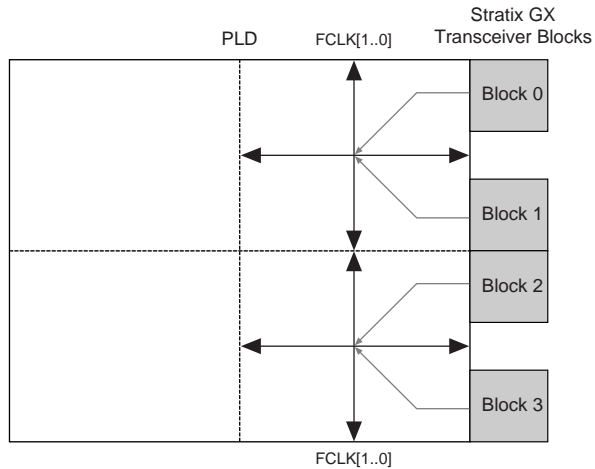 Stratix GX
Transceiver Blocks
PLD
FCLK[1..0]
Block 0
Block 1
Block 2
Block 3
FCLK[1..0]